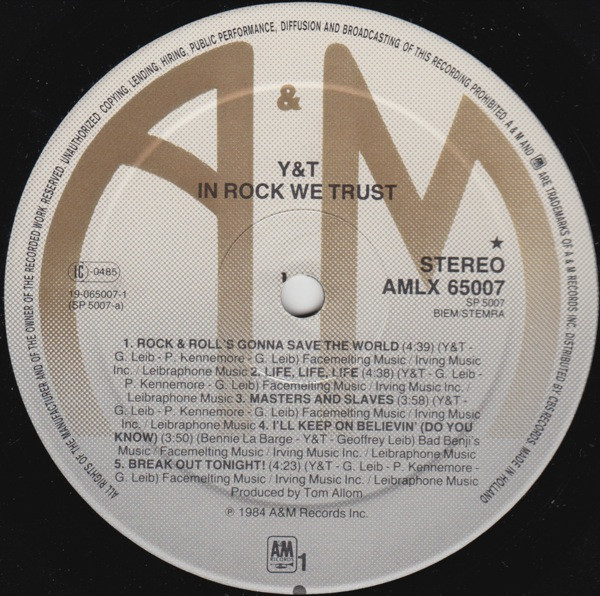 ALL RIGHTS OF THE MANUFACTURER AND OF THE OWNER OF THE RECORDED WORK RESERVED. UNAUTHORIZED COPYING, LENDING, HIRING, PUBLIC PERFORMANCE, DIFFUSION AND BROADCASTING OF THIS RECORDING PROHIBITED. A & M AND A&M ARE TRADEMARKS OF A & M RECORDS INC. DISTRIBUTED BY CBS RECORDS. MADE IN HOLLAND
A & M
Y&T
IN ROCK WE TRUST
LC 0485
19-065007-1
(SP 5007-a)
★
STEREO
AMLX 65007
SP 5007
BIEM/STEMRA
1. ROCK & ROLL'S GONNA SAVE THE WORLD (4:39) (Y&T -
G. Leib - P. Kennemore - G. Leib) Facemelting Music / Irving Music
Inc. / Leibraphone Music 2. LIFE, LIFE, LIFE (4:38) (Y&T - G. Leib
- P. Kennemore - G. Leib) Facemelting Music / Irving Music Inc. /
Leibraphone Music 3. MASTERS AND SLAVES (3:58) (Y&T -
G. Leib - P. Kennemore - G. Leib) Facemelting Music / Irving Music
Inc. / Leibraphone Music 4. I'LL KEEP ON BELIEVIN' (DO YOU
KNOW) (3:50) (Bennie La Barge - Y&T - Geoffrey Leib) Bad Benji's
Music / Facemelting Music / Irving Music Inc. / Leibraphone Music
5. BREAK OUT TONIGHT! (4:23) (Y&T - G. Leib - P. Kennemore -
G. Leib) Facemelting Music / Irving Music Inc. / Leibraphone Music
Produced by Tom Allom
℗ 1984 A&M Records Inc.
A&M
RECORDS
1